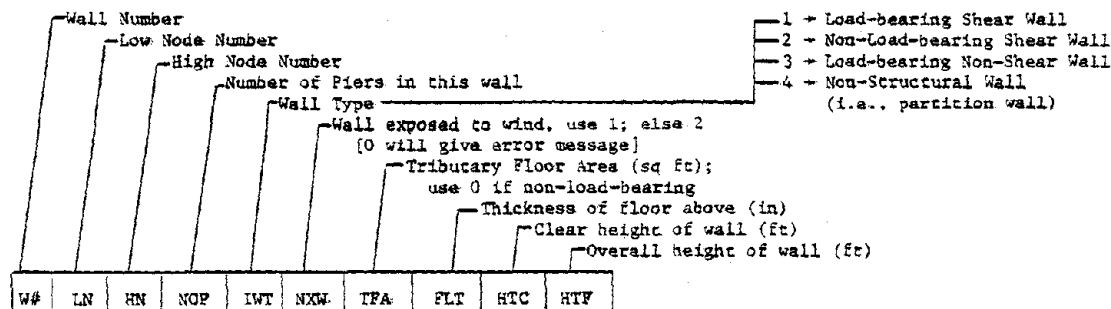 Wall Number
Low Node Number
High Node Number
Number of Piers in this wall
Wall Type
1 → Load-bearing Shear Wall
2 → Non-Load-bearing Shear Wall
3 → Load-bearing Non-Shear Wall
4 → Non-Structural Wall
(i.e., partition wall)
Wall exposed to wind, use 1; else 2
[0 will give error message]
Tributary Floor Area (sq ft);
use 0 if non-load-bearing
Thickness of floor above (in)
Clear height of wall (ft)
Overall height of wall (ft)
W# LN HN NOP IWT NXW TFA FLT HTC HTF